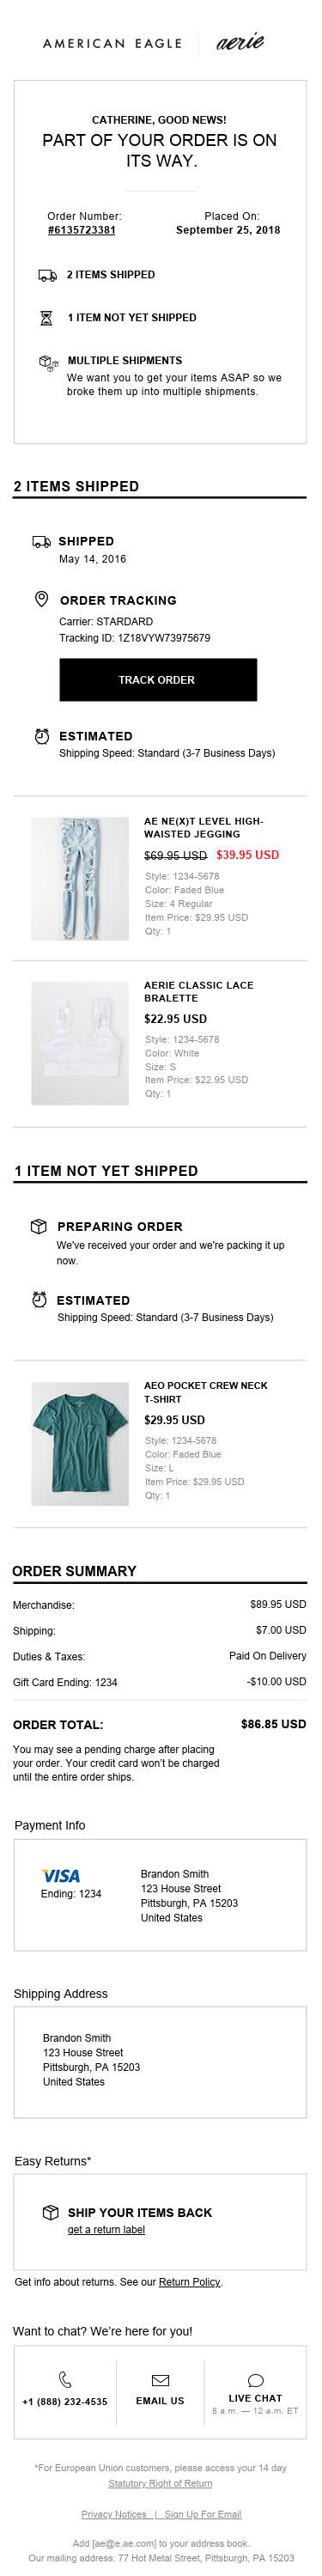 AMERICAN EAGLE
aerie
CATHERINE, GOOD NEWS!
PART OF YOUR ORDER IS ON
ITS WAY.
Order Number:
#6135723381
Placed On:
September 25, 2018
2 ITEMS SHIPPED
1 ITEM NOT YET SHIPPED
MULTIPLE SHIPMENTS
We want you to get your items ASAP so we
broke them up into multiple shipments.
2 ITEMS SHIPPED
SHIPPED
May 14, 2016
ORDER TRACKING
Carrier: STARDARD
Tracking ID: 1Z18VYW73975679
TRACK ORDER
ESTIMATED
Shipping Speed: Standard (3-7 Business Days)
AE NE(X)T LEVEL HIGH-
WAISTED JEGGING
$69.95 USD $39.95 USD
Style: 1234-5678
Color: Faded Blue
Size: 4 Regular
Item Price: $29.95 USD
Qty: 1
AERIE CLASSIC LACE
BRALETTE
$22.95 USD
Style: 1234-5678
Color: White
Size: S
Item Price: $22.95 USD
Qty: 1
1 ITEM NOT YET SHIPPED
PREPARING ORDER
We've received your order and we're packing it up
now.
ESTIMATED
Shipping Speed: Standard (3-7 Business Days)
AEO POCKET CREW NECK
T-SHIRT
$29.95 USD
Style: 1234-5678
Color: Faded Blue
Size: L
Item Price: $29.95 USD
Qty: 1
ORDER SUMMARY
Merchandise: $89.95 USD
Shipping: $7.00 USD
Duties & Taxes: Paid On Delivery
Gift Card Ending: 1234 -$10.00 USD
ORDER TOTAL: $86.85 USD
You may see a pending charge after placing
your order. Your credit card won't be charged
until the entire order ships.
Payment Info
VISA
Ending: 1234
Brandon Smith
123 House Street
Pittsburgh, PA 15203
United States
Shipping Address
Brandon Smith
123 House Street
Pittsburgh, PA 15203
United States
Easy Returns*
SHIP YOUR ITEMS BACK
get a return label
Get info about returns. See our Return Policy.
Want to chat? We're here for you!
+1 (888) 232-4535
EMAIL US
LIVE CHAT
8 a.m. — 12 a.m. ET
*For European Union customers, please access your 14 day
Statutory Right of Return
Privacy Notices | Sign Up For Email
Add [ae@e.ae.com] to your address book.
Our mailing address: 77 Hot Metal Street, Pittsburgh, PA 15203